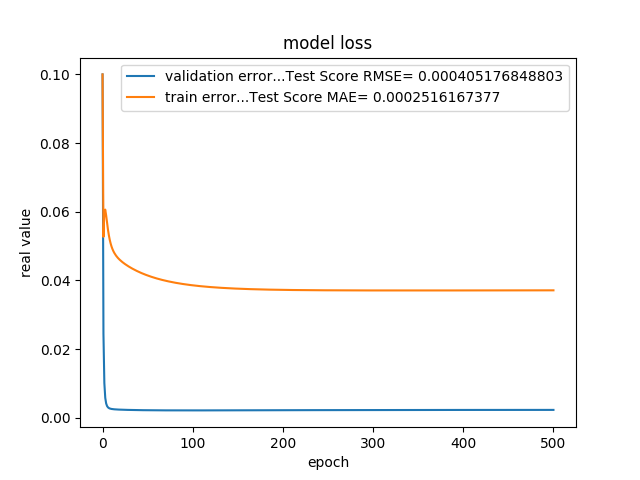 model loss
validation error...Test Score RMSE= 0.000405176848803
train error...Test Score MAE= 0.0002516167377
real value
0.10
0.08
0.06
0.04
0.02
0.00
0 100 200 300 400 500
epoch